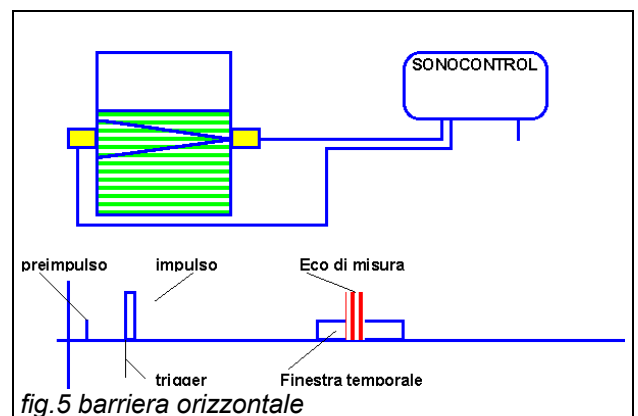 SONOCONTROL
preimpulso impulso Eco di misura
trigger Finestra temporale
fig.5 barriera orizzontale